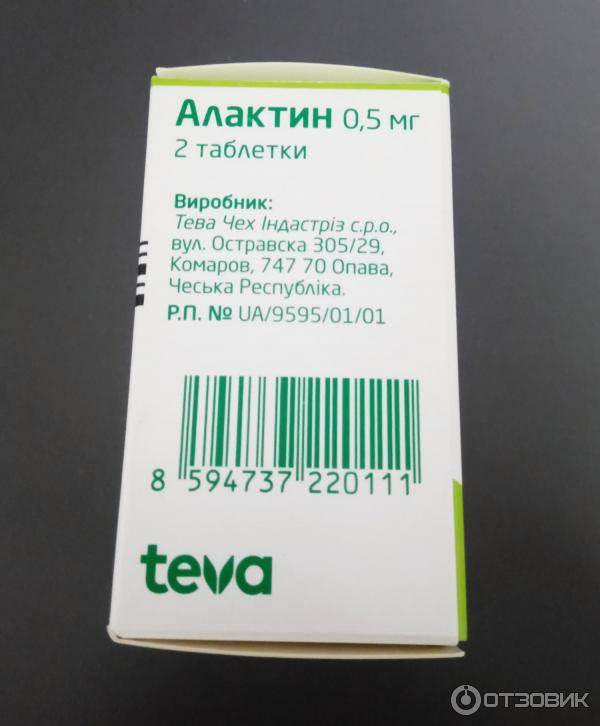 Алактин 0,5 мг
2 таблетки
Виробник:
Тева Чех Індастріз с.р.о.,
вул. Остравска 305/29,
Комаров, 747 70 Опава,
Чеська Республіка.
Р.П. № UA/9595/01/01
8 594737 220111
teva
ОТЗОВИК